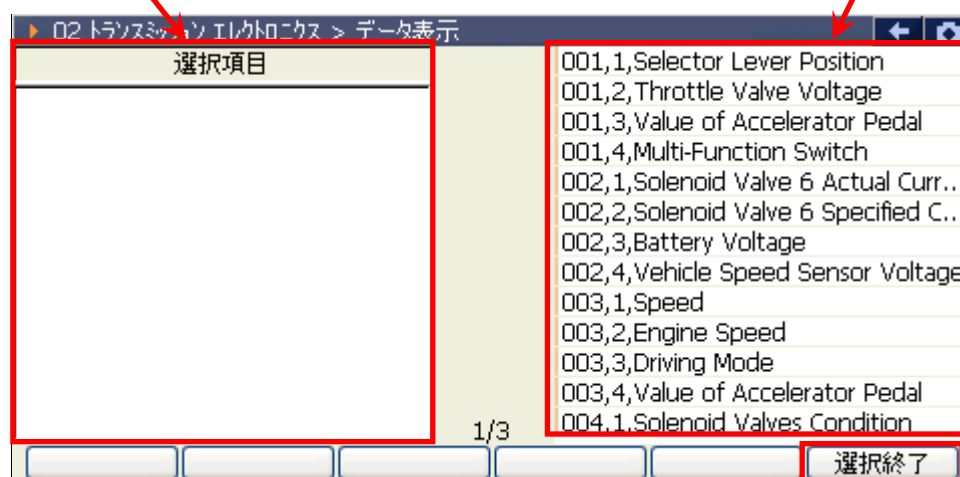 02 トランスミッション エレクトロニクス > データ表示
選択項目
001,1,Selector Lever Position
001,2,Throttle Valve Voltage
001,3,Value of Accelerator Pedal
001,4,Multi-Function Switch
002,1,Solenoid Valve 6 Actual Curr..
002,2,Solenoid Valve 6 Specified C..
002,3,Battery Voltage
002,4,Vehicle Speed Sensor Voltage
003,1,Speed
003,2,Engine Speed
003,3,Driving Mode
003,4,Value of Accelerator Pedal
004,1,Solenoid Valves Condition
1/3
選択終了